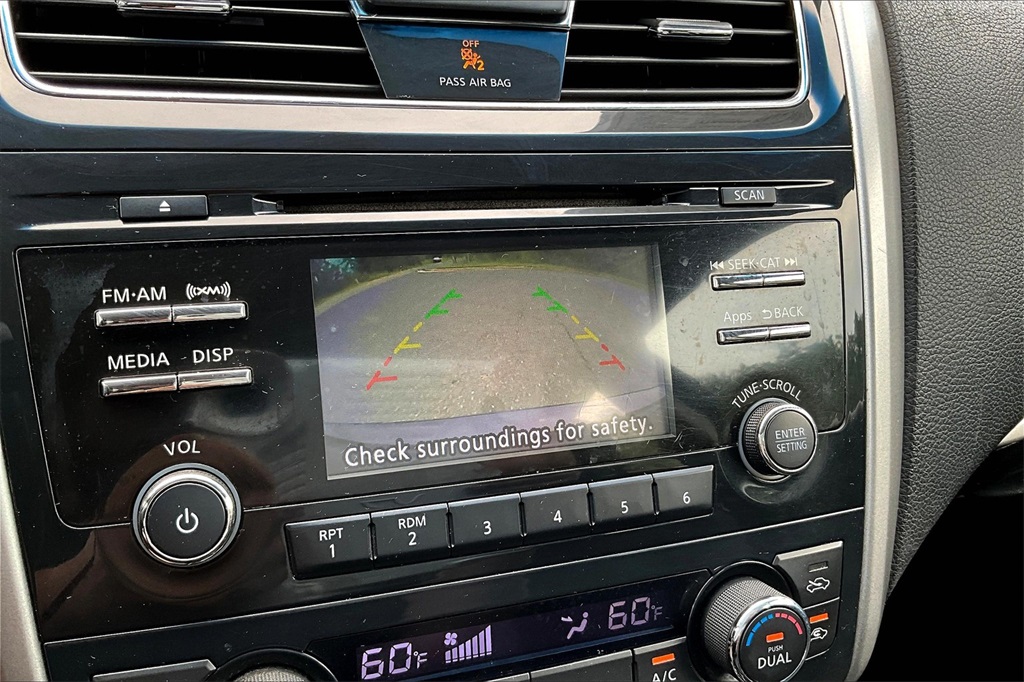 OFF
2
PASS AIR BAG
SCAN
FM·AM
((XM))
SEEK·CAT
Apps
BACK
MEDIA
DISP
TUNE·SCROLL
ENTER
SETTING
Check surroundings for safety.
VOL
RPT
1
RDM
2
3
4
5
6
60°F
60°F
PUSH
DUAL
A/C